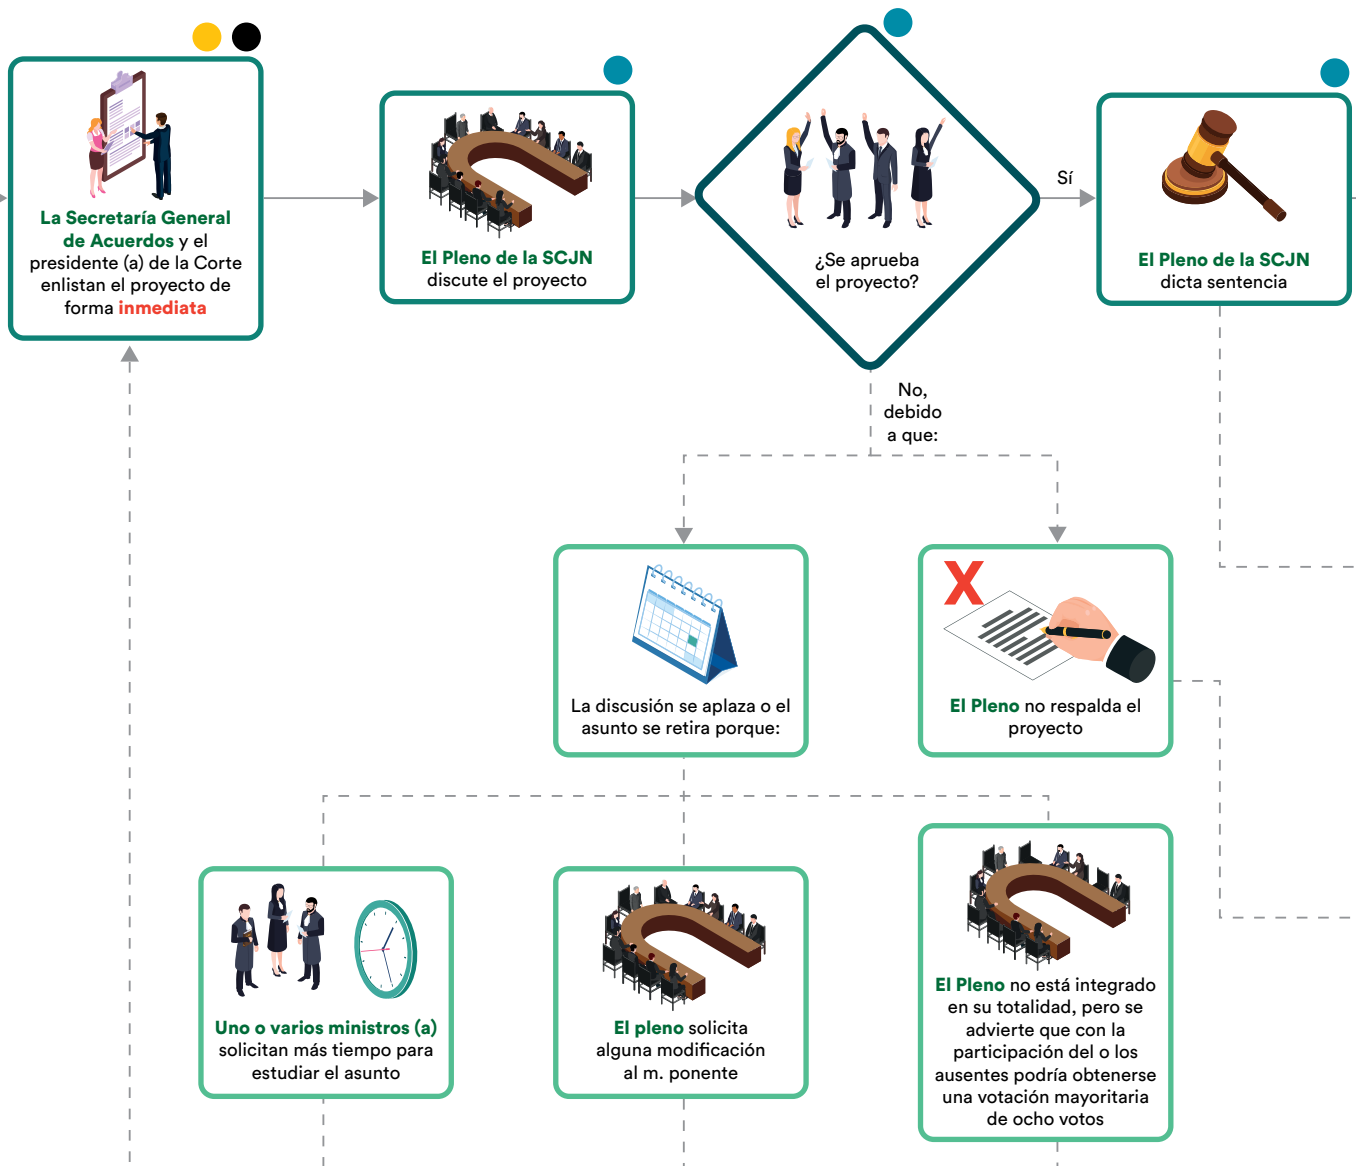 La Secretaría General
de Acuerdos y el
presidente (a) de la Corte
enlistan el proyecto de
forma inmediata
El Pleno de la SCJN
discute el proyecto
¿Se aprueba
el proyecto?
Sí
El Pleno de la SCJN
dicta sentencia
No,
debido
a que:
La discusión se aplaza o el
asunto se retira porque:
X
El Pleno no respalda el
proyecto
Uno o varios ministros (a)
solicitan más tiempo para
estudiar el asunto
El pleno solicita
alguna modificación
al m. ponente
El Pleno no está integrado
en su totalidad, pero se
advierte que con la
participación del o los
ausentes podría obtenerse
una votación mayoritaria
de ocho votos